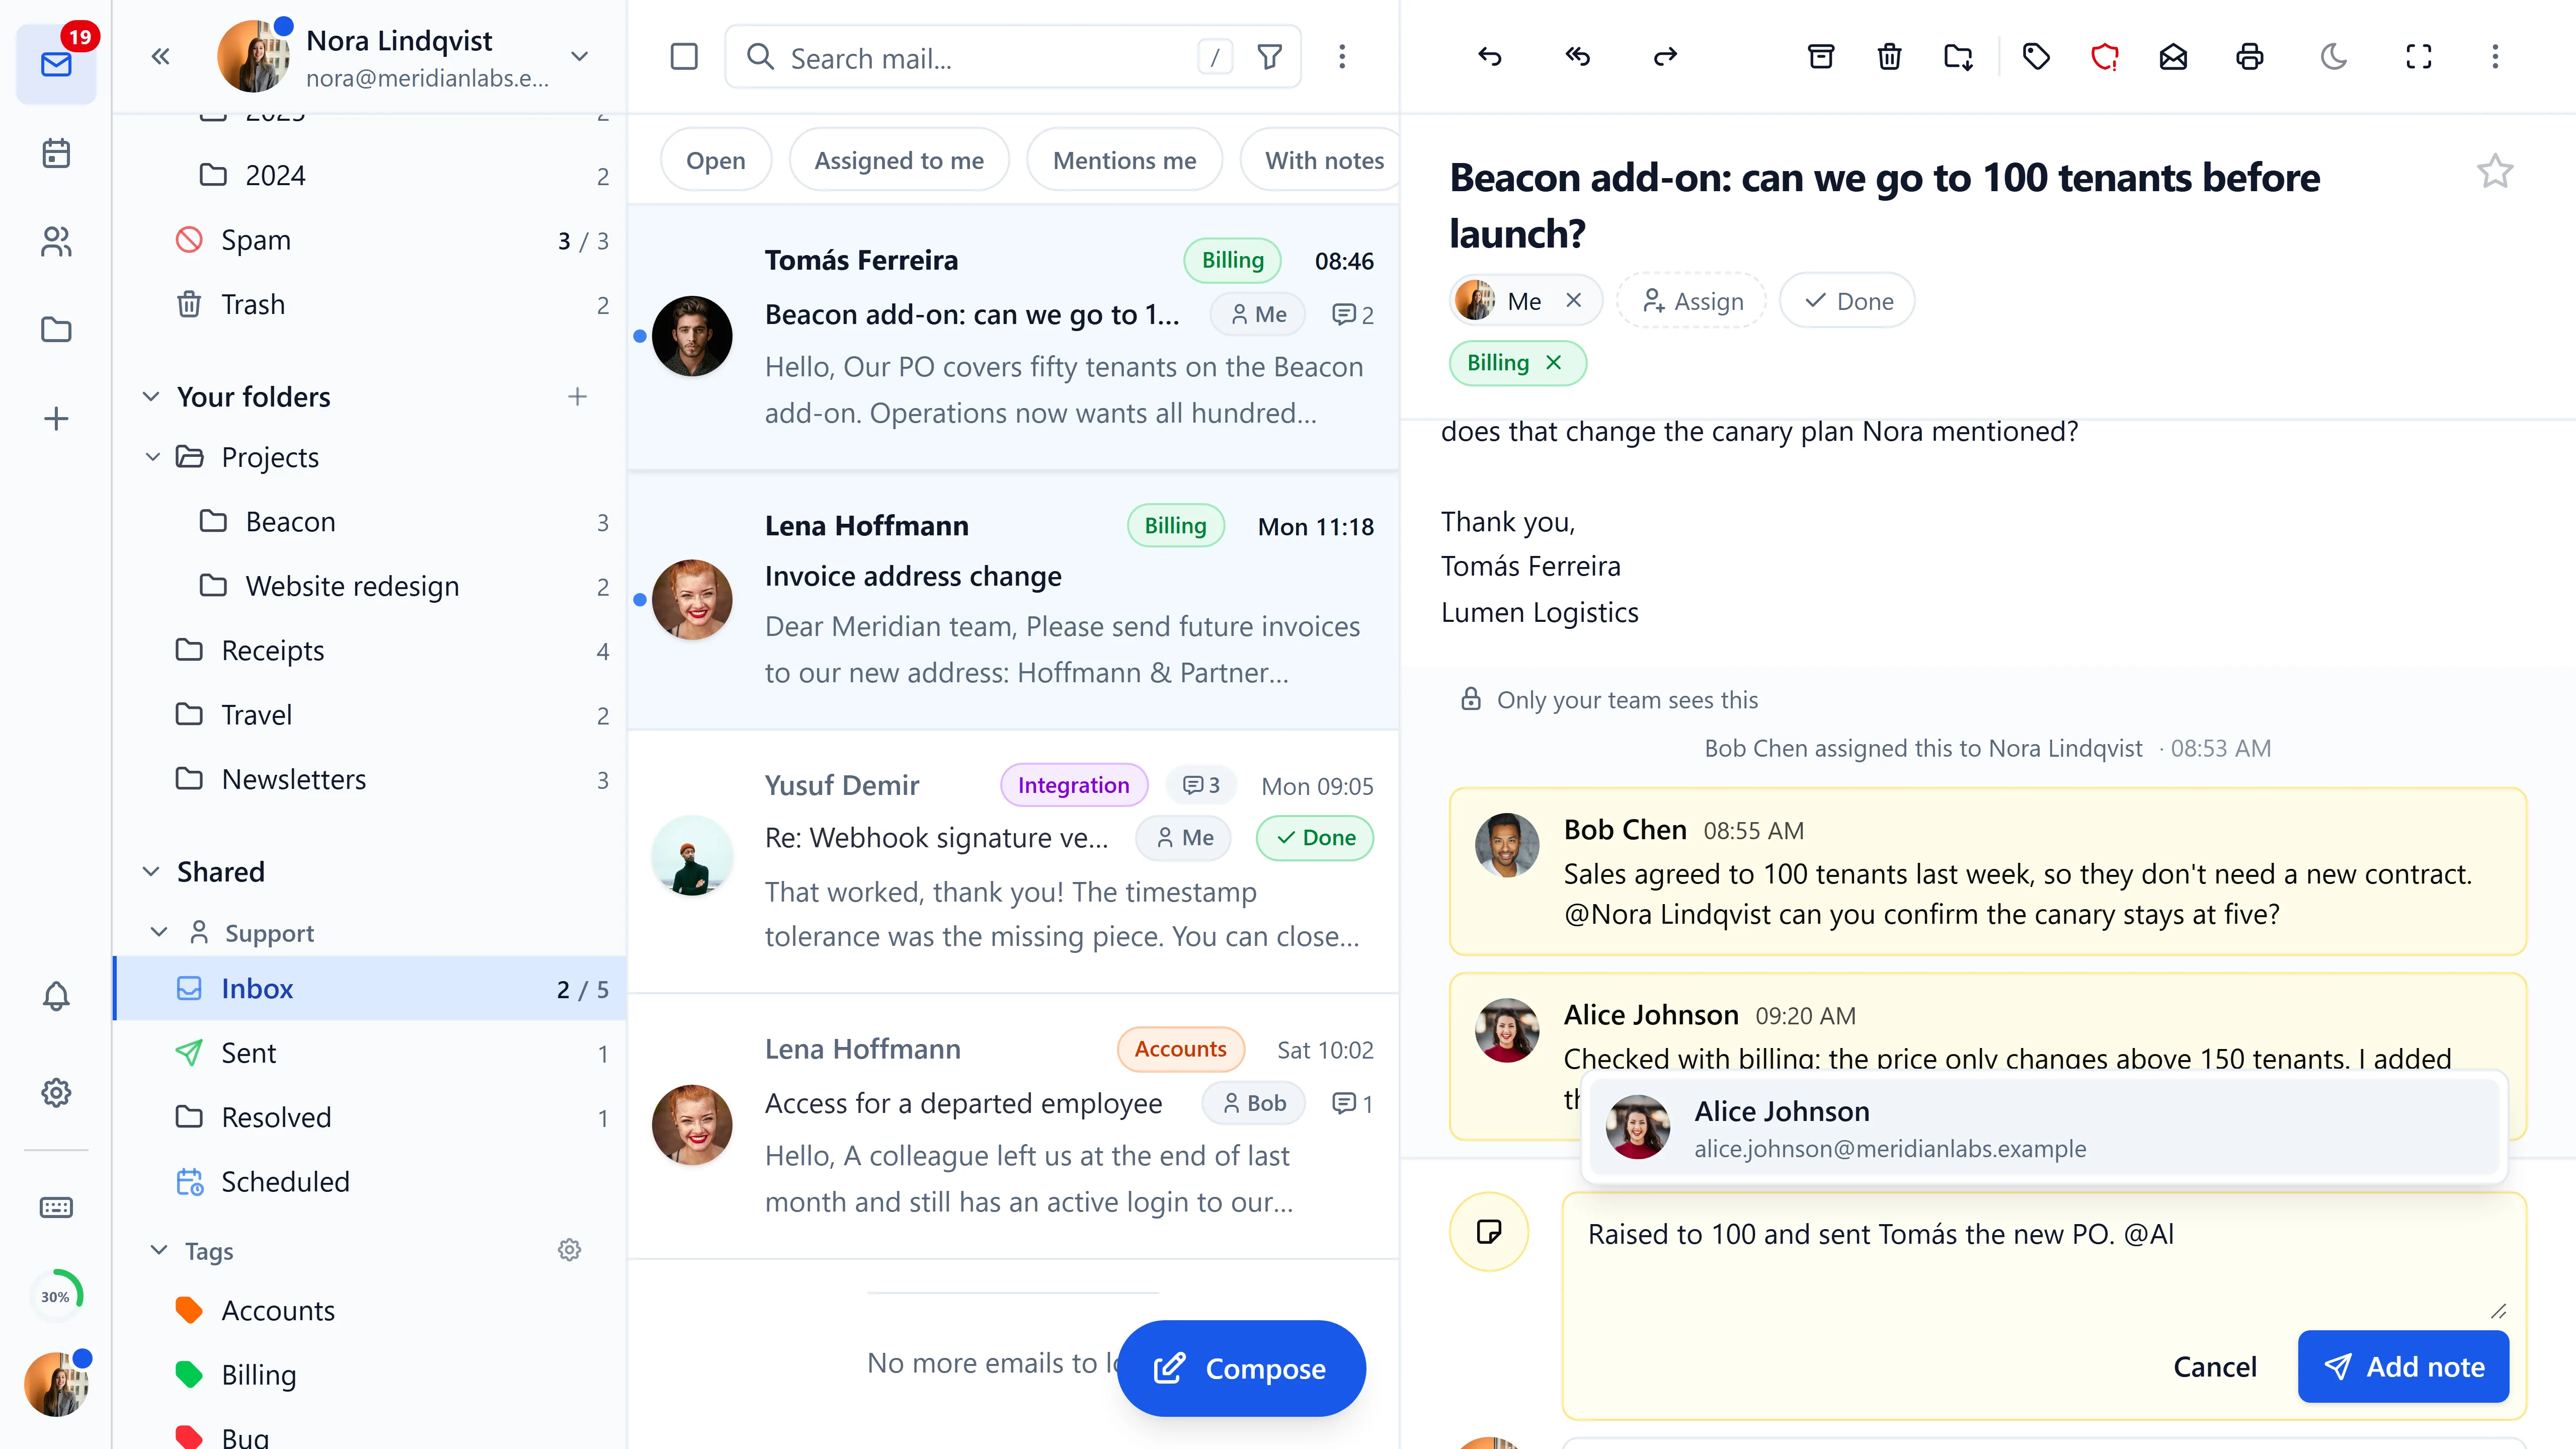 19
30%
Nora Lindqvist
nora@meridianlabs.e...
2024 2
Spam 3 / 3
Trash 2
Your folders
Projects
Beacon 3
Website redesign 2
Receipts 4
Travel 2
Newsletters 3
Shared
Support
Inbox 2 / 5
Sent 1
Resolved 1
Scheduled
Tags
Accounts
Billing
Bug
Search mail... /
Open Assigned to me Mentions me With notes
Tomás Ferreira Billing 08:46
Beacon add-on: can we go to 1... Me 2
Hello, Our PO covers fifty tenants on the Beacon
add-on. Operations now wants all hundred...
Lena Hoffmann Billing Mon 11:18
Invoice address change
Dear Meridian team, Please send future invoices
to our new address: Hoffmann & Partner...
Yusuf Demir Integration 3 Mon 09:05
Re: Webhook signature ve... Me Done
That worked, thank you! The timestamp
tolerance was the missing piece. You can close...
Lena Hoffmann Accounts Sat 10:02
Access for a departed employee Bob 1
Hello, A colleague left us at the end of last
month and still has an active login to our...
No more emails to
Compose
Beacon add-on: can we go to 100 tenants before
launch?
Me Assign Done
Billing
does that change the canary plan Nora mentioned?
Thank you,
Tomás Ferreira
Lumen Logistics
Only your team sees this
Bob Chen assigned this to Nora Lindqvist · 08:53 AM
Bob Chen 08:55 AM
Sales agreed to 100 tenants last week, so they don't need a new contract.
@Nora Lindqvist can you confirm the canary stays at five?
Alice Johnson 09:20 AM
Checked with billing: the price only changes above 150 tenants. I added
Alice Johnson
alice.johnson@meridianlabs.example
Raised to 100 and sent Tomás the new PO. @Al
Cancel Add note